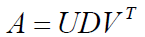 A = UDV^T